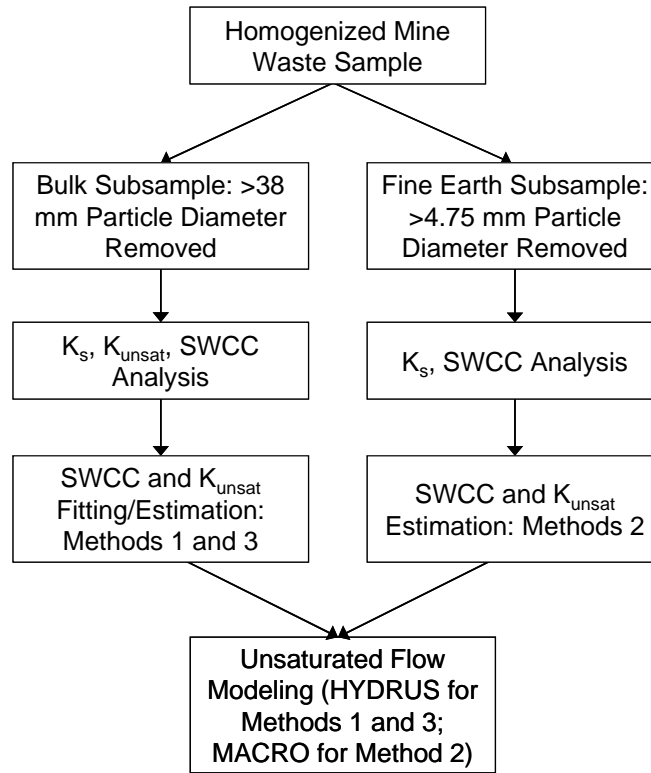 Homogenized Mine
Waste Sample
Bulk Subsample: >38
mm Particle Diameter
Removed
Fine Earth Subsample:
>4.75 mm Particle
Diameter Removed
Ks, Kunsat, SWCC
Analysis
Ks, SWCC Analysis
SWCC and Kunsat
Fitting/Estimation:
Methods 1 and 3
SWCC and Kunsat
Estimation: Methods 2
Unsaturated Flow
Modeling (HYDRUS for
Methods 1 and 3;
MACRO for Method 2)